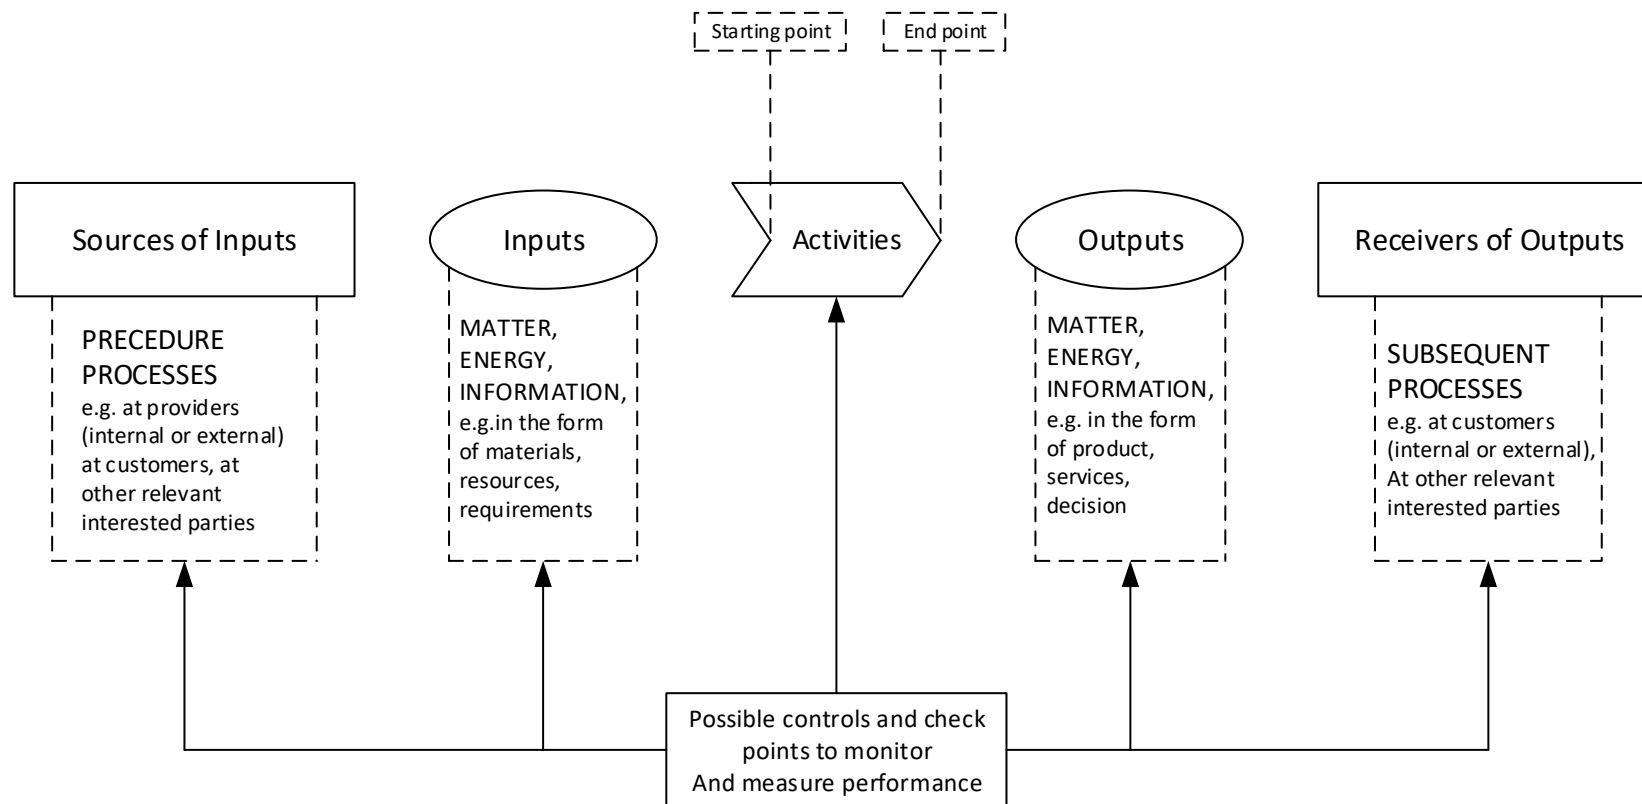 Starting point
End point
Sources of Inputs
Inputs
Activities
Outputs
Receivers of Outputs
PRECEDURE
PROCESSES
e.g. at providers
(internal or external)
at customers, at
other relevant
interested parties
MATTER,
ENERGY,
INFORMATION,
e.g.in the form
of materials,
resources,
requirements
MATTER,
ENERGY,
INFORMATION,
e.g. in the form
of product,
services,
decision
SUBSEQUENT
PROCESSES
e.g. at customers
(internal or external),
At other relevant
interested parties
Possible controls and check
points to monitor
And measure performance